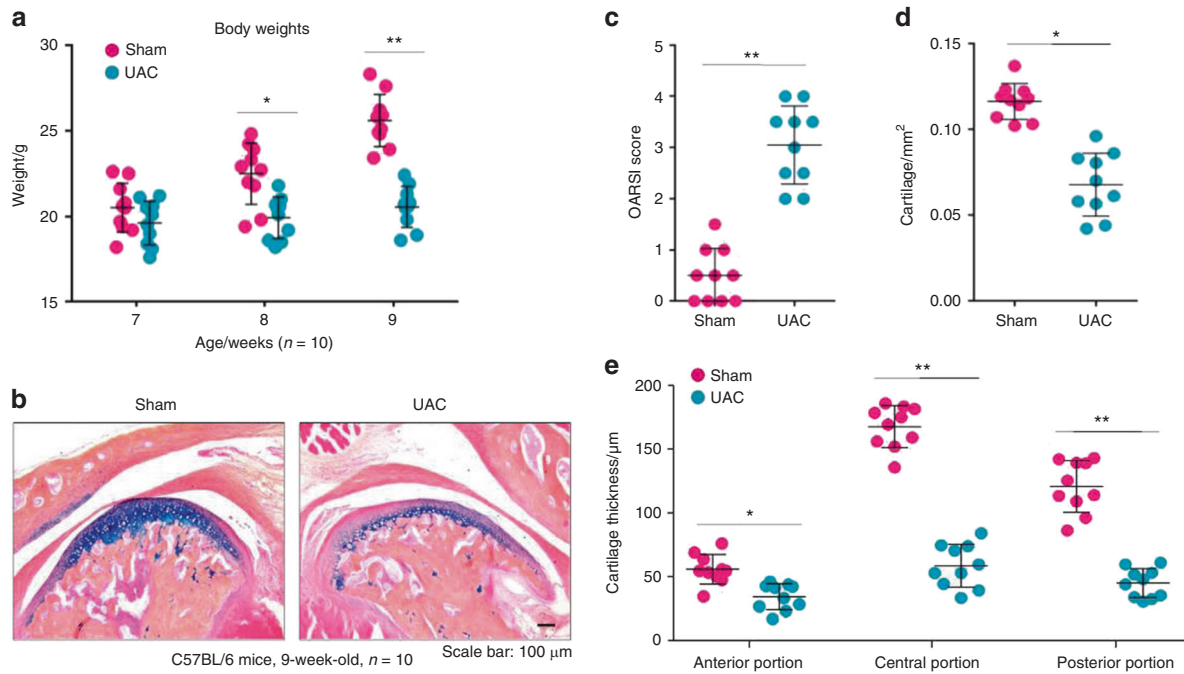 a
Body weights
Sham
UAC
*
**
30
25
20
15
Weight/g
7 8 9
Age/weeks (n = 10)
b
Sham UAC
C57BL/6 mice, 9-week-old, n = 10
Scale bar: 100 μm
c
**
5
4
3
2
1
0
OARSI score
Sham UAC
d
*
0.15
0.10
0.05
0.00
Cartilage/mm²
Sham UAC
e
Sham
UAC
*
**
**
200
150
100
50
0
Cartilage thickness/μm
Anterior portion Central portion Posterior portion